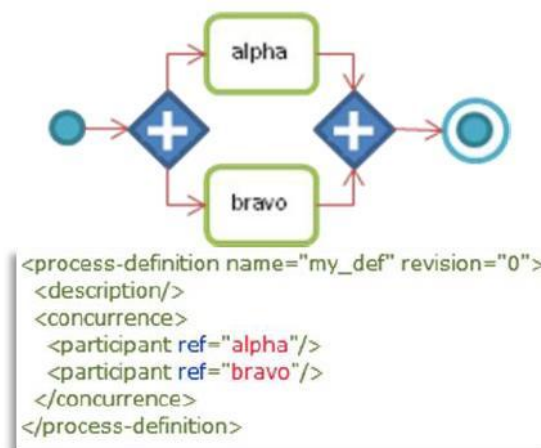 alpha
bravo
<process-definition name="my_def" revision="0">
<description/>
<concurrence>
<participant ref="alpha"/>
<participant ref="bravo"/>
</concurrence>
</process-definition>